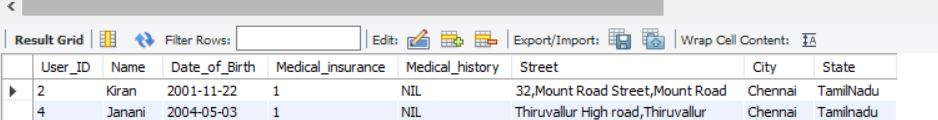 Result Grid Filter Rows: Edit: Export/Import: Wrap Cell Content:
User_ID Name Date_of_Birth Medical_insurance Medical_history Street City State
2 Kiran 2001-11-22 1 NIL 32,Mount Road Street,Mount Road Chennai TamilNadu
4 Janani 2004-05-03 1 NIL Thiruvallur High road,Thiruvallur Chennai Tamilnadu